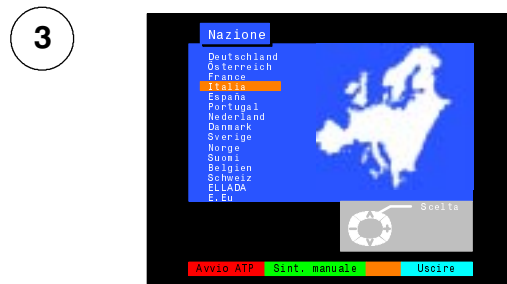 3
Nazione
Deutschland
Österreich
France
Italia
España
Portugal
Nederland
Danmark
Sverige
Norge
Suomi
Belgien
Schweiz
ELLADA
E.Eu
Scelta
Avvio ATP Sint. manuale Uscire